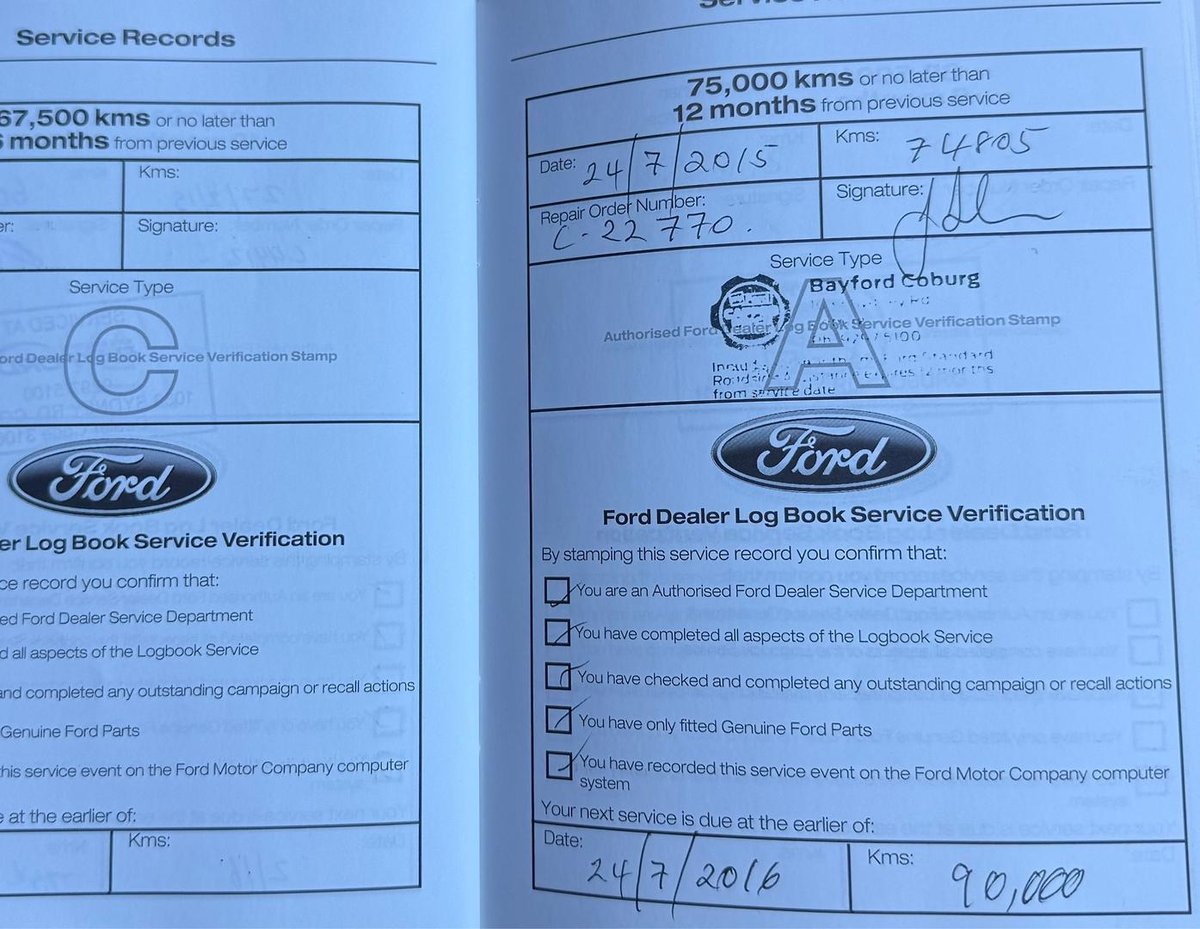 Service Records
67,500 kms or no later than
months from previous service
Kms:
er:
Signature:
Service Type
C
ord Dealer Log Book Service Verification Stamp
Ford
er Log Book Service Verification
ce record you confirm that:
ed Ford Dealer Service Department
d all aspects of the Logbook Service
and completed any outstanding campaign or recall actions
Genuine Ford Parts
his service event on the Ford Motor Company computer
e at the earlier of:
Kms:
75,000 kms or no later than
12 months from previous service
Date: 24/7/2015
Kms: 74805
Repair Order Number:
C-22770.
Signature:
Service Type
Bayford Coburg
A
Authorised Ford Dealer Log Book Service Verification Stamp
Standard
from service date
Ford
Ford Dealer Log Book Service Verification
By stamping this service record you confirm that:
You are an Authorised Ford Dealer Service Department
You have completed all aspects of the Logbook Service
You have checked and completed any outstanding campaign or recall actions
You have only fitted Genuine Ford Parts
You have recorded this service event on the Ford Motor Company computer
system
Your next service is due at the earlier of:
Date: 24/7/2016
Kms: 90,000